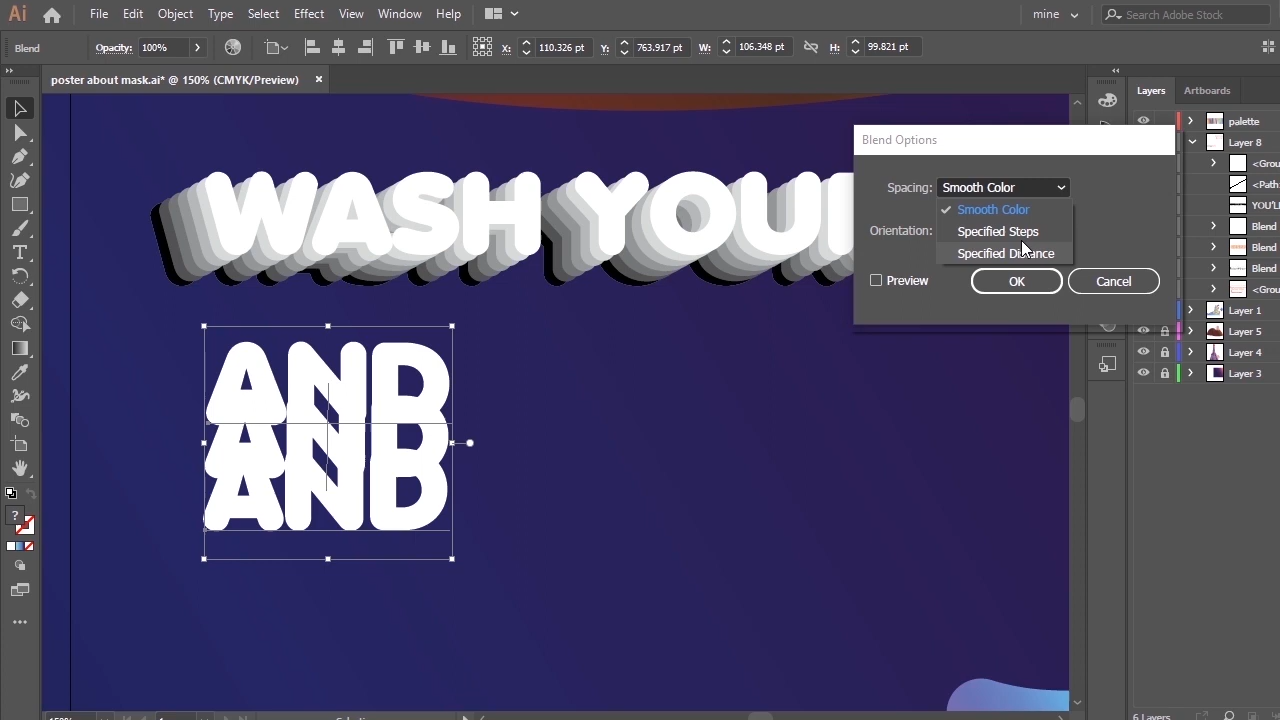 Ai File Edit Object Type Select Effect View Window Help mine Search Adobe Stock
Blend Opacity: 100% X: 110.326 pt Y: 763.917 pt W: 106.348 pt H: 99.821 pt
poster about mask.ai* @ 150% (CMYK/Preview) ×
Layers Artboards
palette
Layer 8
<Grou
<Path
YOU'LL
Blend
Blend
Blend
<Grou
Layer 1
Layer 5
Layer 4
Layer 3
Blend Options
Spacing: Smooth Color
Smooth Color
Specified Steps
Orientation:
Specified Distance
Preview OK Cancel
WASH YOUR
AND
AND
AND
?
6 Layers